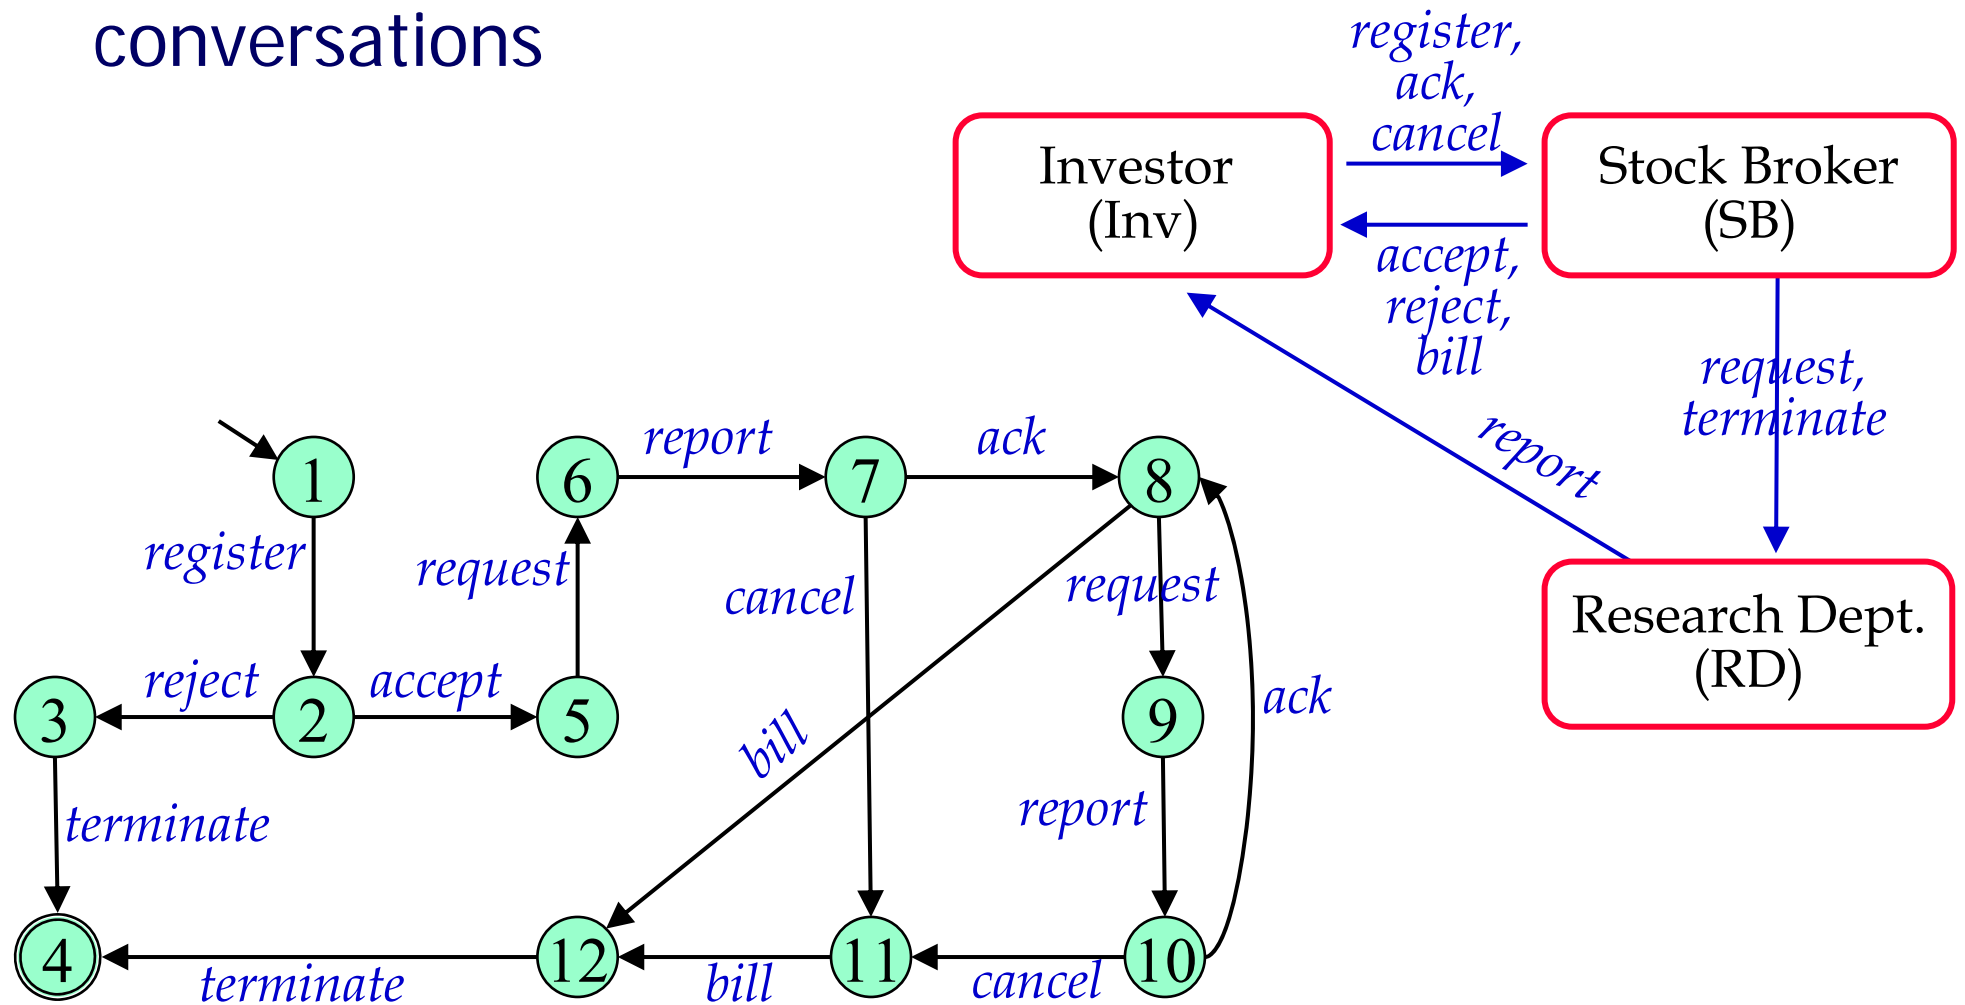 conversations
register,
ack,
cancel
Investor
(Inv)
Stock Broker
(SB)
accept,
reject,
bill
request,
terminate
report
Research Dept.
(RD)
1
6
report
7
ack
8
register
request
cancel
request
3
reject
2
accept
5
bill
9
ack
terminate
report
4
terminate
12
bill
11
cancel
10